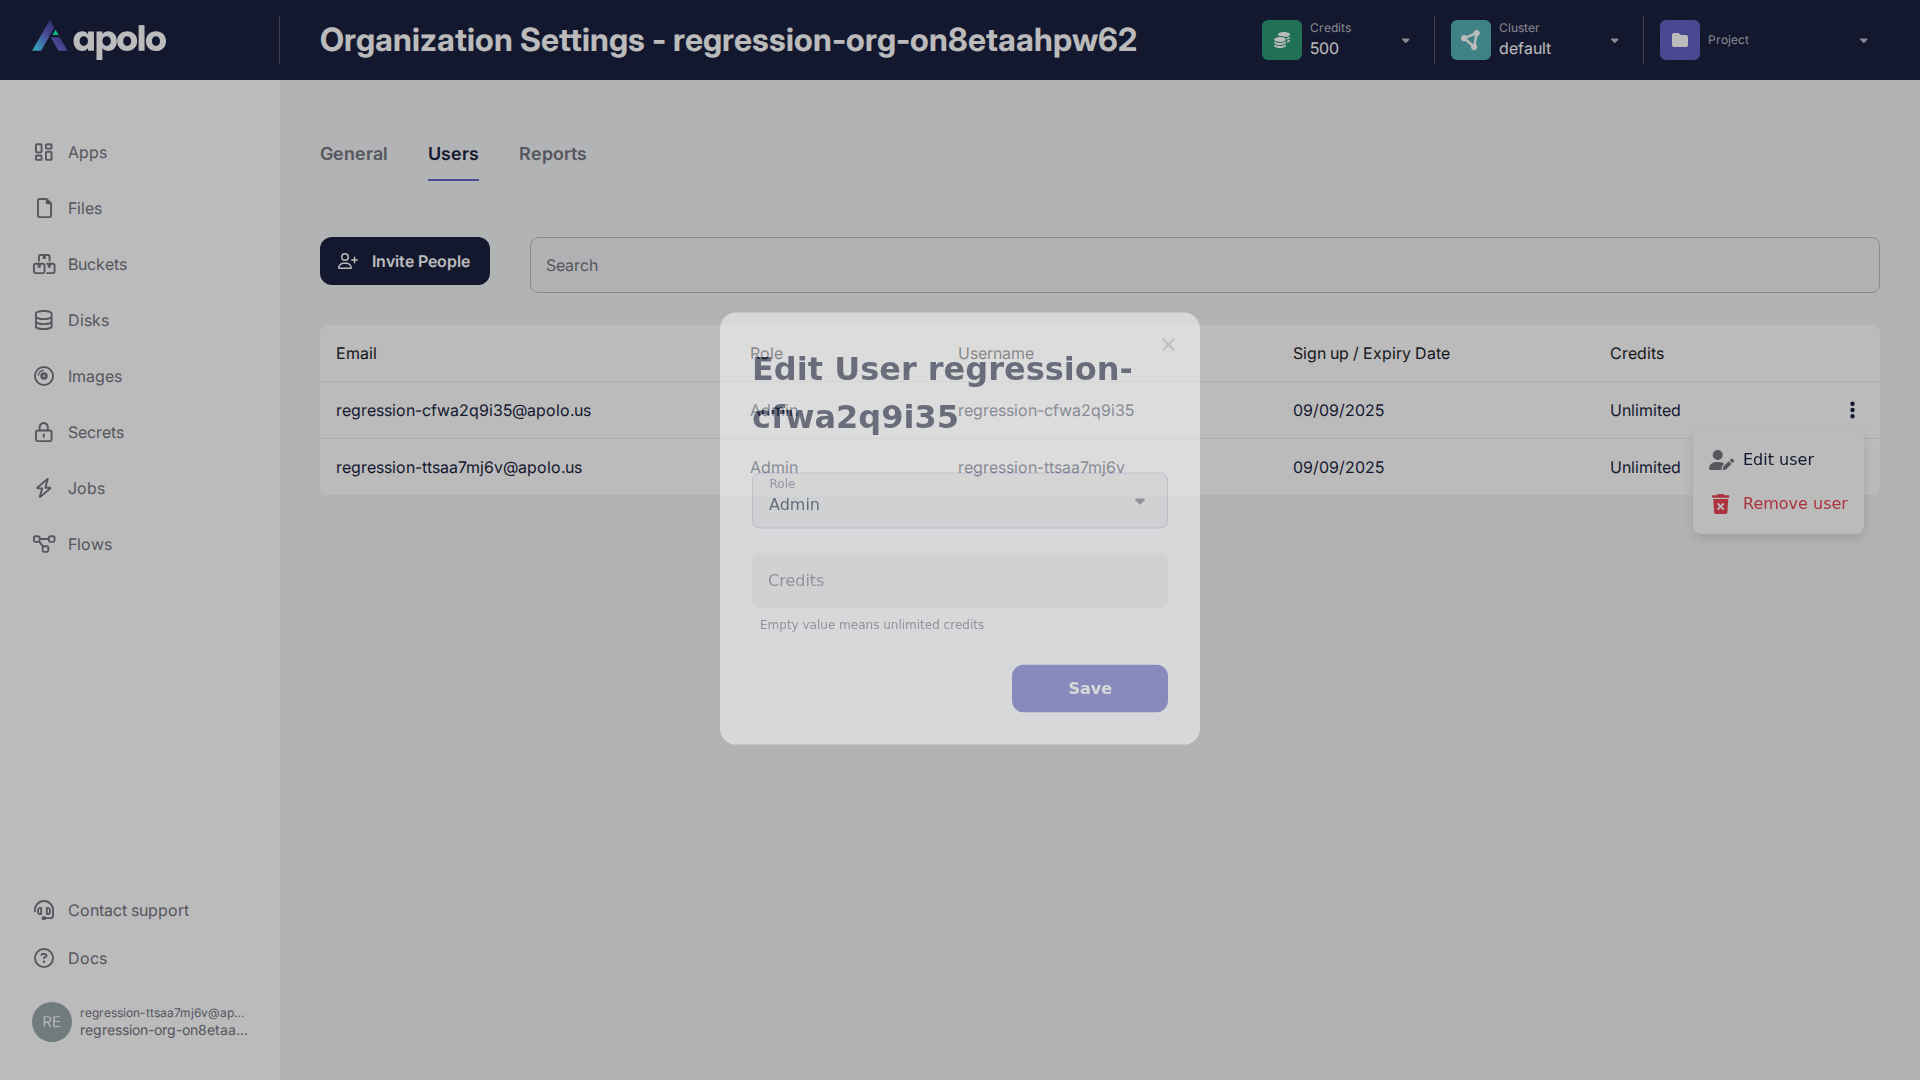 apolo
Organization Settings - regression-org-on8etaahpw62
Credits
500
Cluster
default
Project
Apps
Files
Buckets
Disks
Images
Secrets
Jobs
Flows
Contact support
Docs
RE
regression-ttsaa7mj6v@ap...
regression-org-on8etaa...
General
Users
Reports
Invite People
Search
Email
Role
Username
Sign up / Expiry Date
Credits
regression-cfwa2q9i35@apolo.us
Admin
regression-cfwa2q9i35
09/09/2025
Unlimited
regression-ttsaa7mj6v@apolo.us
Admin
regression-ttsaa7mj6v
09/09/2025
Unlimited
Edit user
Remove user
Edit User regression-
cfwa2q9i35
Role
Admin
Credits
Empty value means unlimited credits
Save